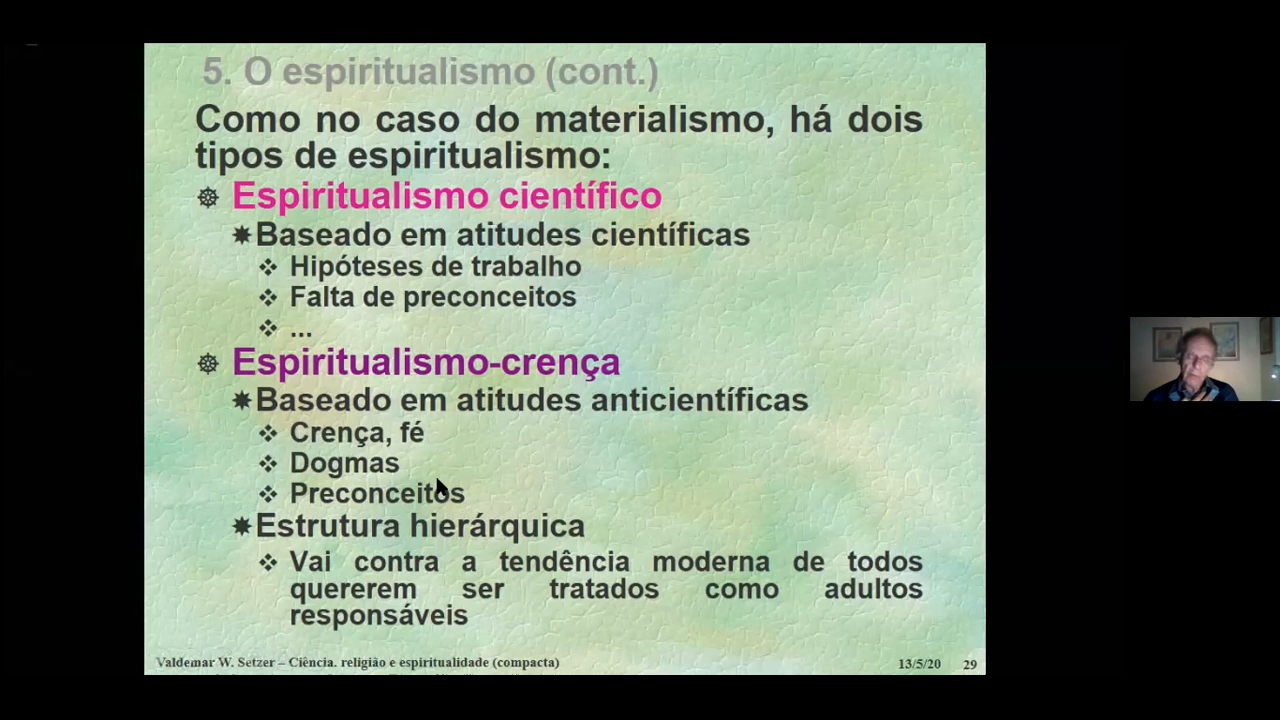 5. O espiritualismo (cont.)
Como no caso do materialismo, há dois
tipos de espiritualismo:
Espiritualismo científico
Baseado em atitudes científicas
Hipóteses de trabalho
Falta de preconceitos
...
Espiritualismo-crença
Baseado em atitudes anticientíficas
Crença, fé
Dogmas
Preconceitos
Estrutura hierárquica
Vai contra a tendência moderna de todos
quererem ser tratados como adultos
responsáveis
Valdemar W. Setzer – Ciência. religião e espiritualidade (compacta)
13/5/20 29